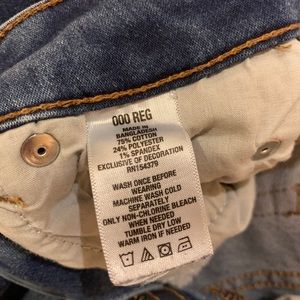 000 REG
MADE IN
BANGLADESH
75% COTTON
24% POLYESTER
1% SPANDEX
EXCLUSIVE OF DECORATION
RN154379
WASH ONCE BEFORE
WEARING
MACHINE WASH COLD
SEPARATELY
ONLY NON-CHLORINE BLEACH
WHEN NEEDED
TUMBLE DRY LOW
WARM IRON IF NEEDED